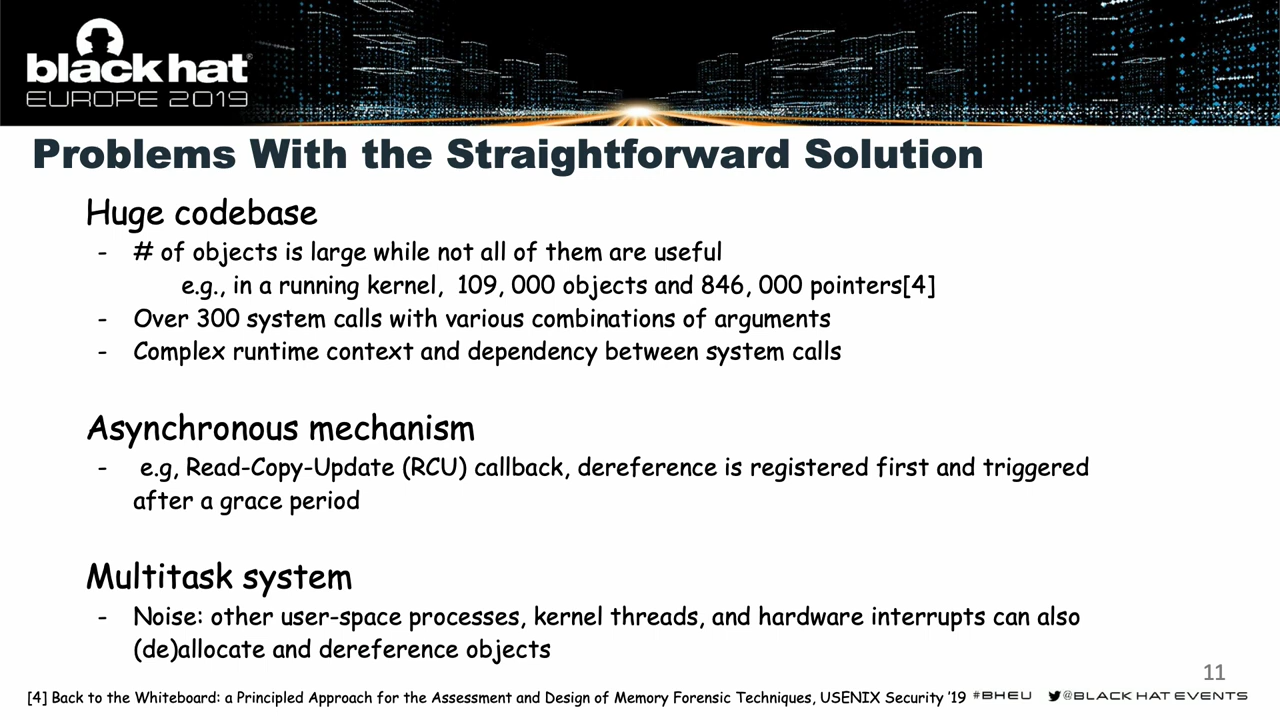 black hat®
EUROPE 2019
Problems With the Straightforward Solution
Huge codebase
- # of objects is large while not all of them are useful
e.g., in a running kernel, 109, 000 objects and 846, 000 pointers[4]
- Over 300 system calls with various combinations of arguments
- Complex runtime context and dependency between system calls
Asynchronous mechanism
- e.g, Read-Copy-Update (RCU) callback, dereference is registered first and triggered
after a grace period
Multitask system
- Noise: other user-space processes, kernel threads, and hardware interrupts can also
(de)allocate and dereference objects
11
[4] Back to the Whiteboard: a Principled Approach for the Assessment and Design of Memory Forensic Techniques, USENIX Security '19 #BHEU @BLACK HAT EVENTS